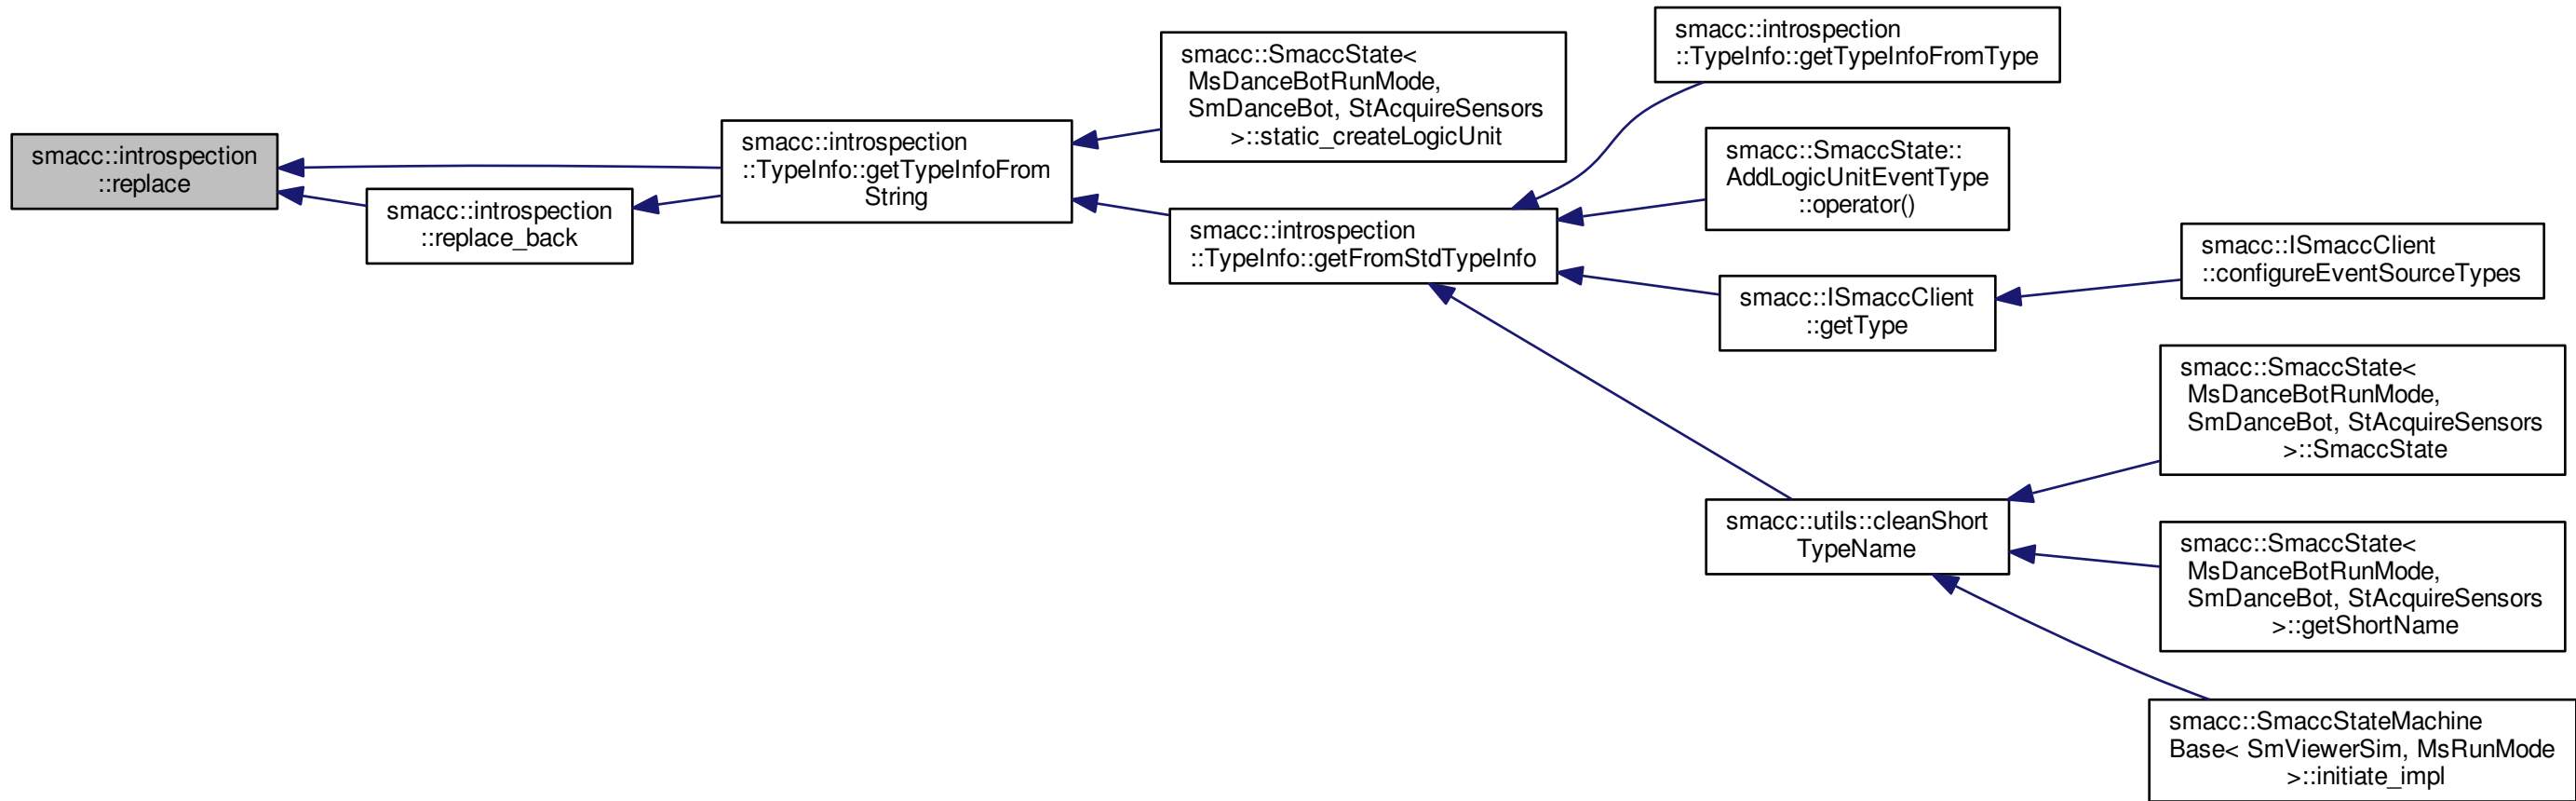 smacc::introspection
::replace
smacc::introspection
::replace_back
smacc::introspection
::TypeInfo::getTypeInfoFrom
String
smacc::SmaccState<
MsDanceBotRunMode,
SmDanceBot, StAcquireSensors
>::static_createLogicUnit
smacc::introspection
::TypeInfo::getFromStdTypeInfo
smacc::introspection
::TypeInfo::getTypeInfoFromType
smacc::SmaccState::
AddLogicUnitEventType
::operator()
smacc::ISmaccClient
::getType
smacc::ISmaccClient
::configureEventSourceTypes
smacc::utils::cleanShort
TypeName
smacc::SmaccState<
MsDanceBotRunMode,
SmDanceBot, StAcquireSensors
>::SmaccState
smacc::SmaccState<
MsDanceBotRunMode,
SmDanceBot, StAcquireSensors
>::getShortName
smacc::SmaccStateMachine
Base< SmViewerSim, MsRunMode
>::initiate_impl